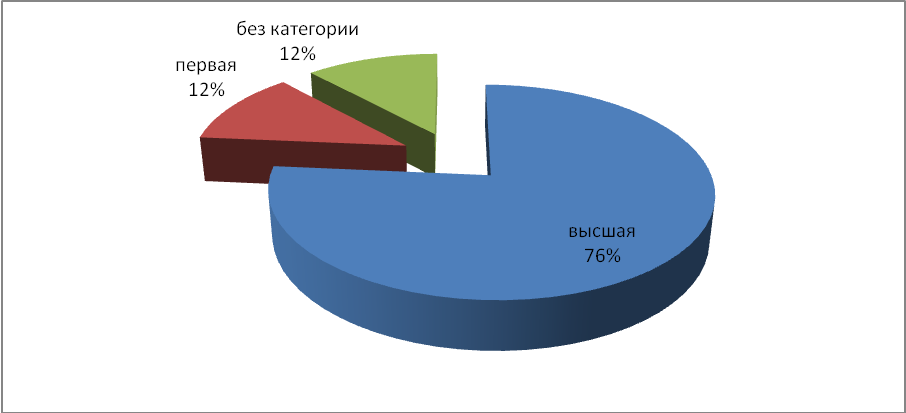 без категории
12%
первая
12%
высшая
76%